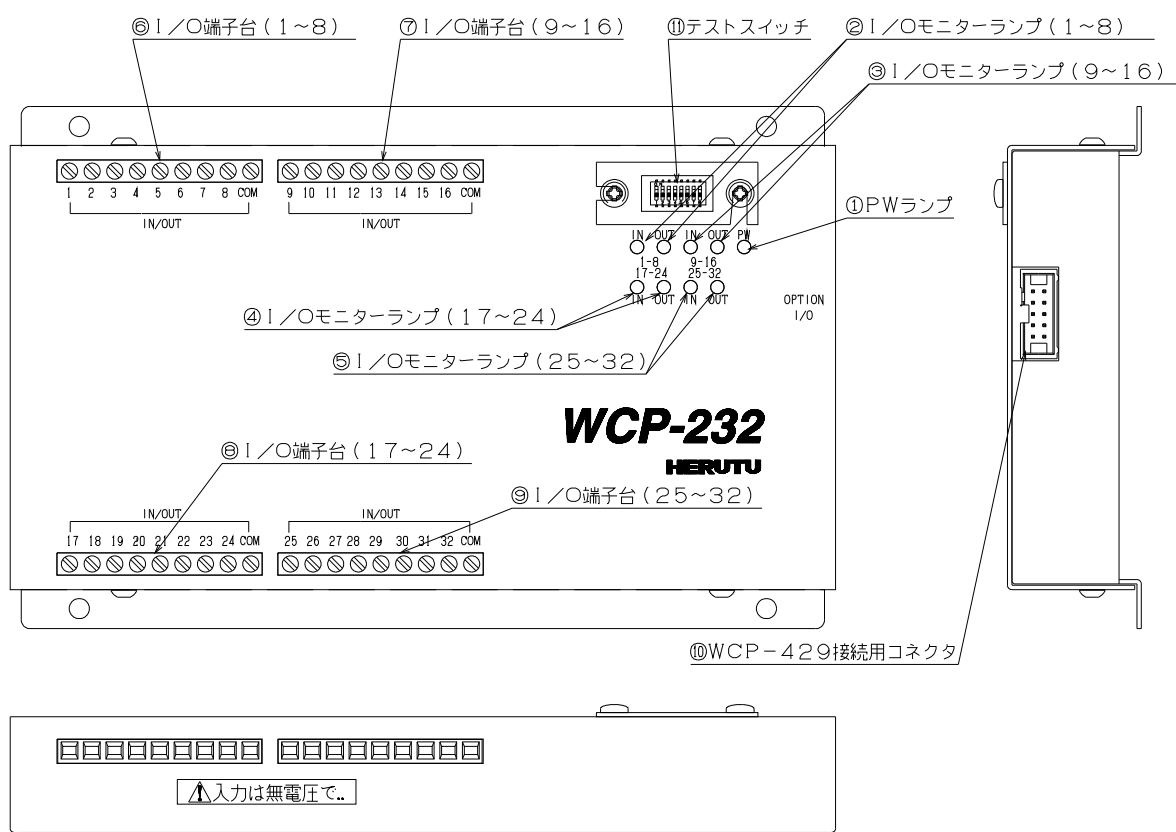 ⑥I／O端子台(1~8)
⑦I／O端子台(9~16)
⑪テストスイッチ
②I／Oモニターランプ(1~8)
③I／Oモニターランプ(9~16)
1 2 3 4 5 6 7 8 COM
9 10 11 12 13 14 15 16 COM
IN/OUT
IN/OUT
①PWランプ
IN OUT IN OUT PW
1-8 9-16
17-24 25-32
IN OUT IN OUT
OPTION
I/O
④I／Oモニターランプ(17~24)
⑤I／Oモニターランプ(25~32)
WCP-232
HERUTU
⑧I／O端子台(17~24)
⑨I／O端子台(25~32)
IN/OUT
IN/OUT
17 18 19 20 21 22 23 24 COM
25 26 27 28 29 30 31 32 COM
⑩WCP－429接続用コネクタ
⚠入力は無電圧で..